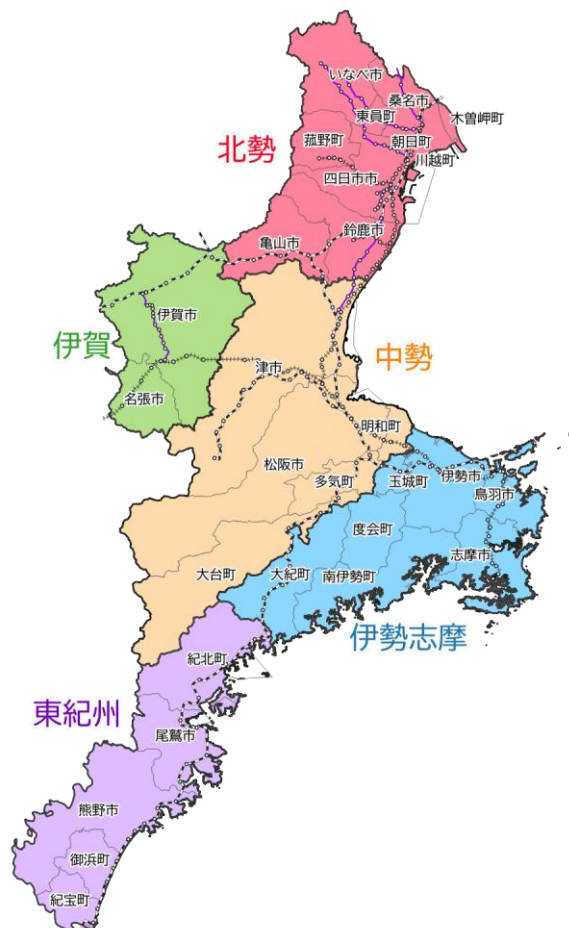 いなべ市
桑名市
東員町
木曽岬町
菰野町
朝日町
北勢
川越町
四日市市
鈴鹿市
亀山市
伊賀市
伊賀
中勢
津市
名張市
明和町
松阪市
伊勢市
多気町
玉城町
鳥羽市
度会町
志摩市
大台町
大紀町
南伊勢町
伊勢志摩
紀北町
東紀州
尾鷲市
熊野市
御浜町
紀宝町